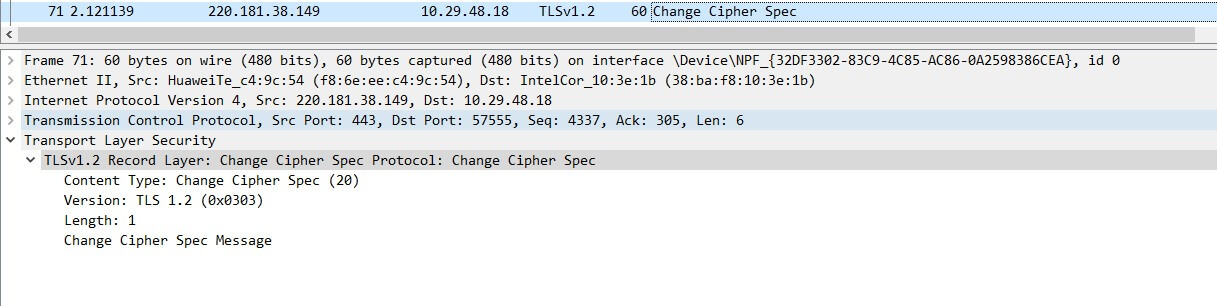 71 2.121139 220.181.38.149 10.29.48.18 TLSv1.2 60 Change Cipher Spec
Frame 71: 60 bytes on wire (480 bits), 60 bytes captured (480 bits) on interface \Device\NPF_{32DF3302-83C9-4C85-AC86-0A2598386CEA}, id 0
Ethernet II, Src: HuaweiTe_c4:9c:54 (f8:6e:ee:c4:9c:54), Dst: IntelCor_10:3e:1b (38:ba:f8:10:3e:1b)
Internet Protocol Version 4, Src: 220.181.38.149, Dst: 10.29.48.18
Transmission Control Protocol, Src Port: 443, Dst Port: 57555, Seq: 4337, Ack: 305, Len: 6
Transport Layer Security
TLSv1.2 Record Layer: Change Cipher Spec Protocol: Change Cipher Spec
Content Type: Change Cipher Spec (20)
Version: TLS 1.2 (0x0303)
Length: 1
Change Cipher Spec Message